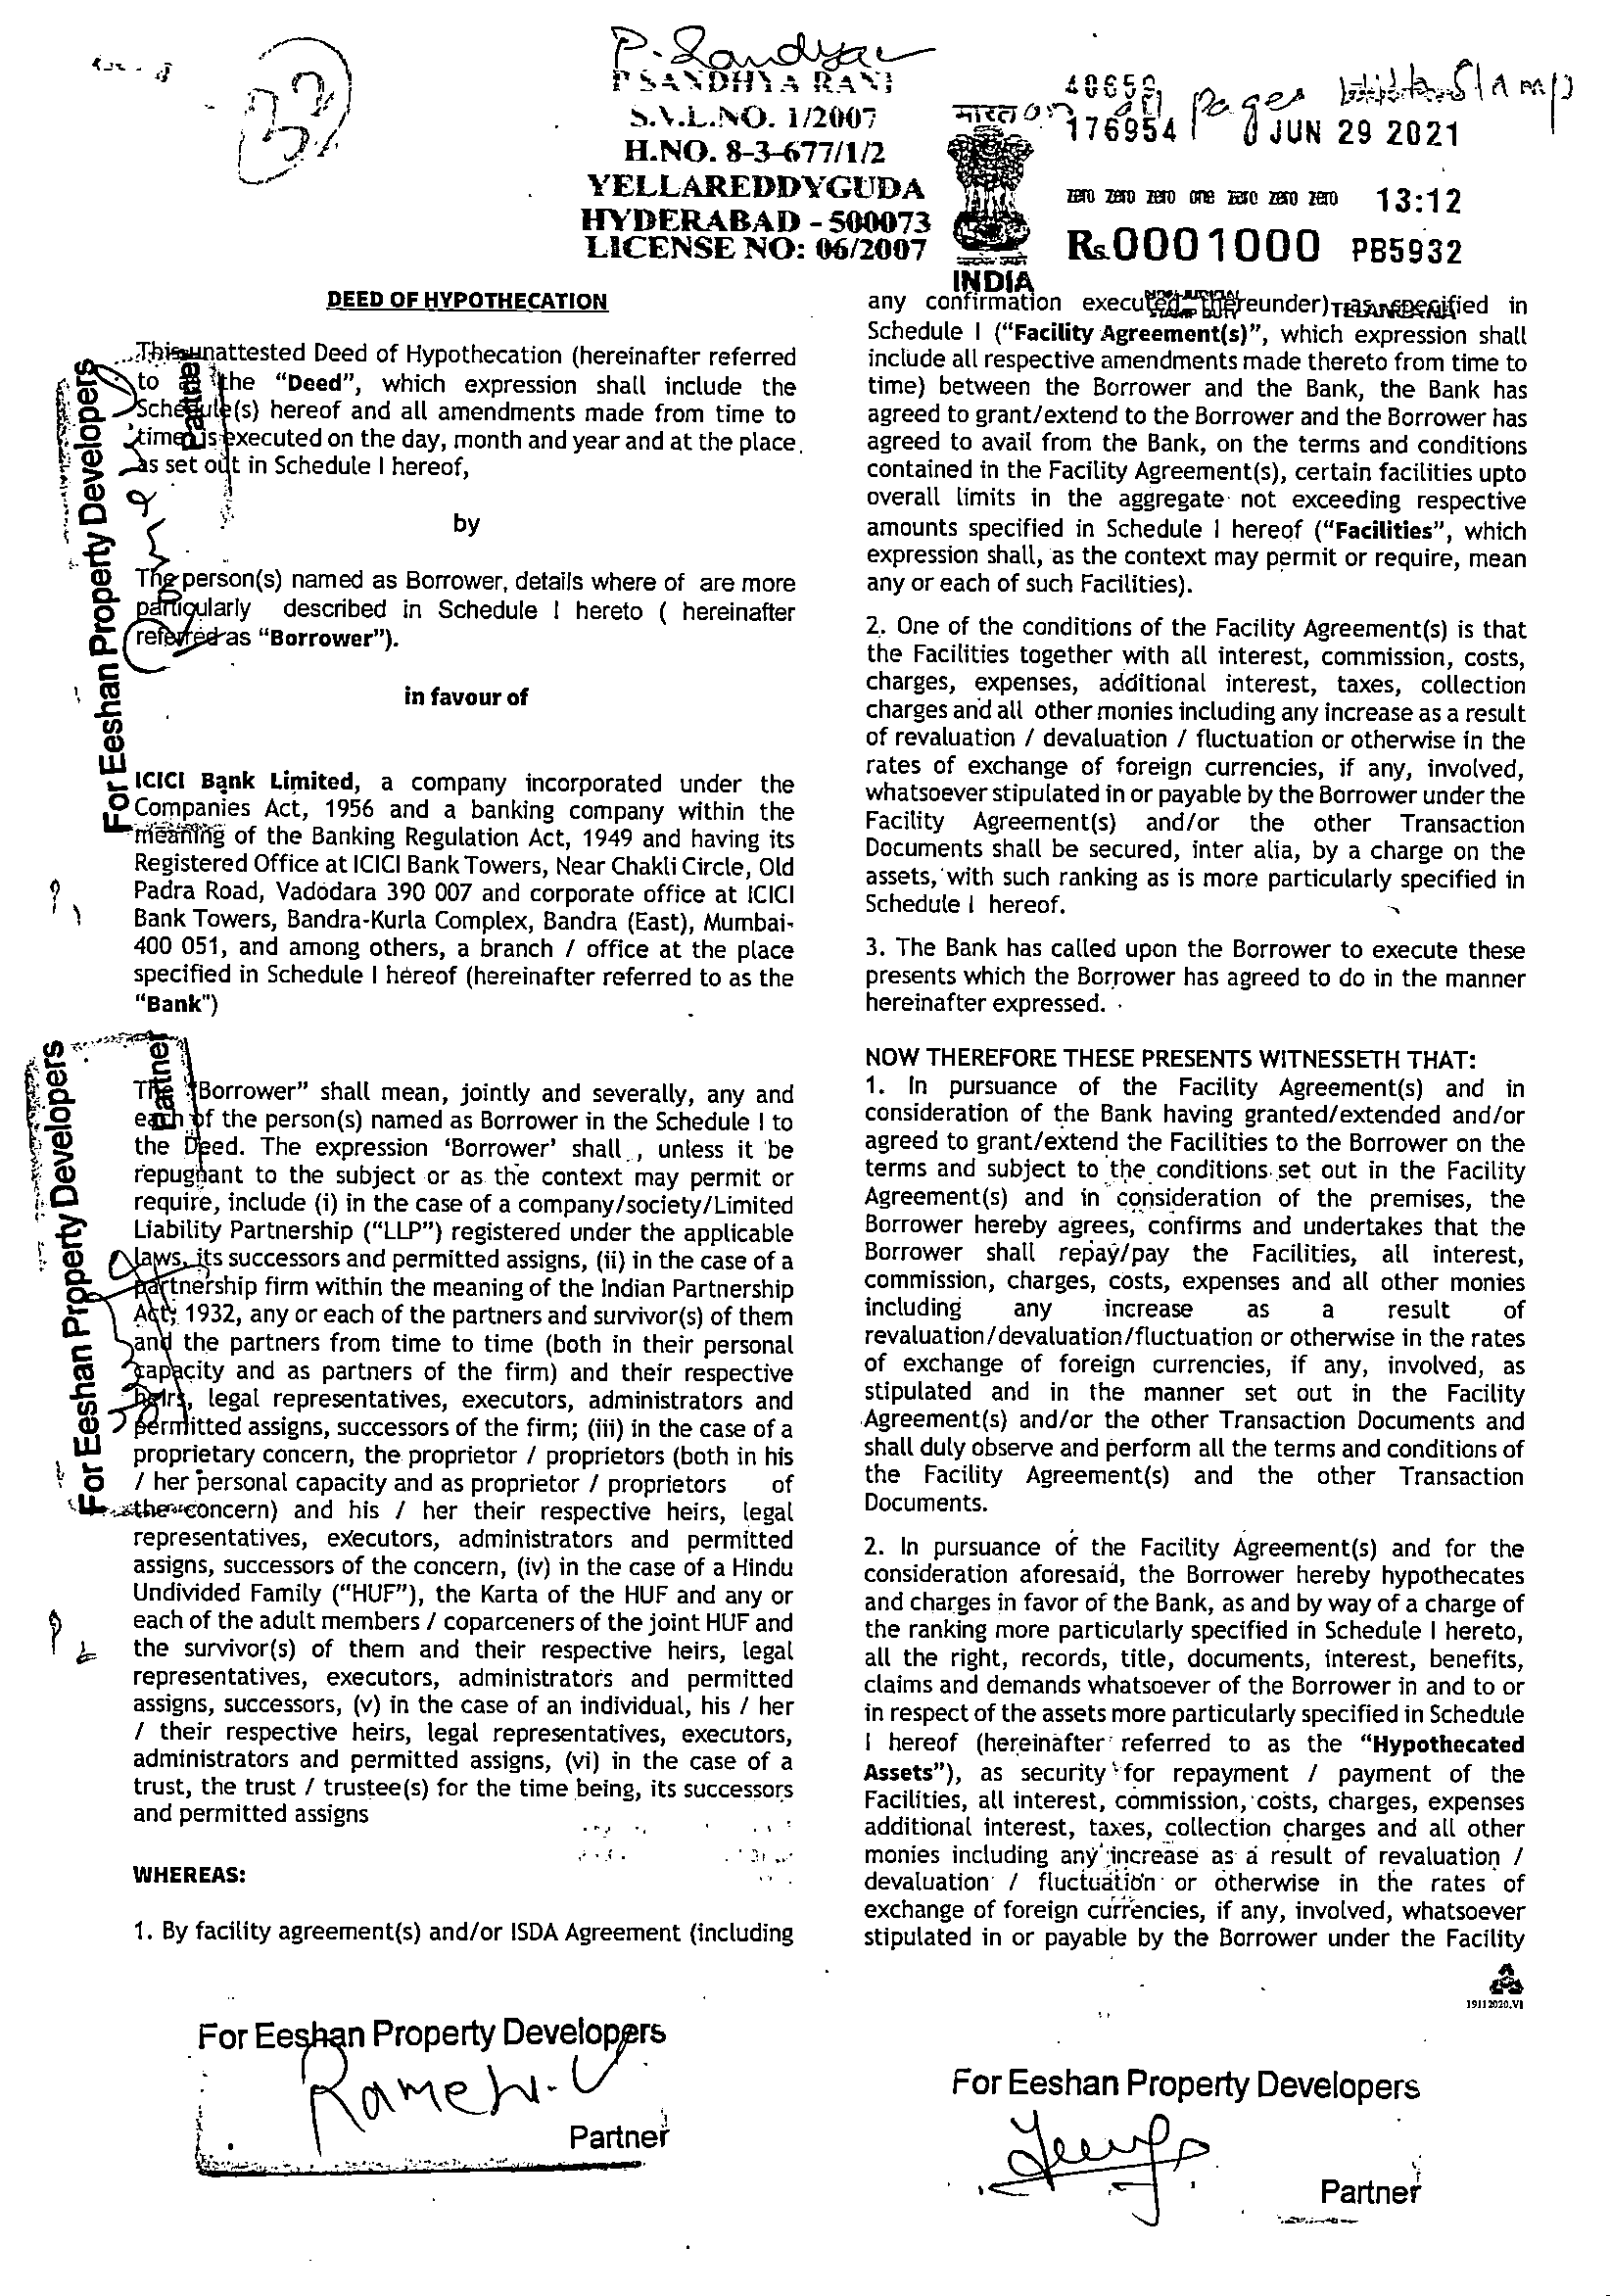 P. Sandhya
P SANDHYA RANI
S.V.L.NO. 1/2007
H.NO. 8-3-677/1/2
YELLAREDDYGUDA
HYDERABAD - 500073
LICENSE NO: 06/2007
भारत
INDIA
on all pages with Stamp
176954 JUN 29 2021
zero zero zero one zero zero zero 13:12
Rs.0001000 PB5932
TELANGANA
DEED OF HYPOTHECATION
This unattested Deed of Hypothecation (hereinafter referred
to as the “Deed”, which expression shall include the
Schedule(s) hereof and all amendments made from time to
time) is executed on the day, month and year and at the place
as set out in Schedule I hereof,
by
The person(s) named as Borrower, details where of are more
particularly described in Schedule I hereto ( hereinafter
referred as “Borrower”).
in favour of
ICICI Bank Limited, a company incorporated under the
Companies Act, 1956 and a banking company within the
meaning of the Banking Regulation Act, 1949 and having its
Registered Office at ICICI Bank Towers, Near Chakli Circle, Old
Padra Road, Vadodara 390 007 and corporate office at ICICI
Bank Towers, Bandra-Kurla Complex, Bandra (East), Mumbai-
400 051, and among others, a branch / office at the place
specified in Schedule I hereof (hereinafter referred to as the
“Bank”)
The “Borrower” shall mean, jointly and severally, any and
each of the person(s) named as Borrower in the Schedule I to
the Deed. The expression ‘Borrower’ shall , unless it be
repugnant to the subject or as the context may permit or
require, include (i) in the case of a company/society/Limited
Liability Partnership (“LLP”) registered under the applicable
laws, its successors and permitted assigns, (ii) in the case of a
partnership firm within the meaning of the Indian Partnership
Act, 1932, any or each of the partners and survivor(s) of them
and the partners from time to time (both in their personal
capacity and as partners of the firm) and their respective
heirs, legal representatives, executors, administrators and
permitted assigns, successors of the firm; (iii) in the case of a
proprietary concern, the proprietor / proprietors (both in his
/ her personal capacity and as proprietor / proprietors of
the concern) and his / her their respective heirs, legal
representatives, executors, administrators and permitted
assigns, successors of the concern, (iv) in the case of a Hindu
Undivided Family (“HUF”), the Karta of the HUF and any or
each of the adult members / coparceners of the joint HUF and
the survivor(s) of them and their respective heirs, legal
representatives, executors, administrators and permitted
assigns, successors, (v) in the case of an individual, his / her
/ their respective heirs, legal representatives, executors,
administrators and permitted assigns, (vi) in the case of a
trust, the trust / trustee(s) for the time being, its successors
and permitted assigns
WHEREAS:
1. By facility agreement(s) and/or ISDA Agreement (including
any confirmation executed thereunder) as specified in
Schedule I (“Facility Agreement(s)”, which expression shall
include all respective amendments made thereto from time to
time) between the Borrower and the Bank, the Bank has
agreed to grant/extend to the Borrower and the Borrower has
agreed to avail from the Bank, on the terms and conditions
contained in the Facility Agreement(s), certain facilities upto
overall limits in the aggregate not exceeding respective
amounts specified in Schedule I hereof (“Facilities”, which
expression shall, as the context may permit or require, mean
any or each of such Facilities).
2. One of the conditions of the Facility Agreement(s) is that
the Facilities together with all interest, commission, costs,
charges, expenses, additional interest, taxes, collection
charges and all other monies including any increase as a result
of revaluation / devaluation / fluctuation or otherwise in the
rates of exchange of foreign currencies, if any, involved,
whatsoever stipulated in or payable by the Borrower under the
Facility Agreement(s) and/or the other Transaction
Documents shall be secured, inter alia, by a charge on the
assets, with such ranking as is more particularly specified in
Schedule I hereof.
3. The Bank has called upon the Borrower to execute these
presents which the Borrower has agreed to do in the manner
hereinafter expressed.
NOW THEREFORE THESE PRESENTS WITNESSETH THAT:
1. In pursuance of the Facility Agreement(s) and in
consideration of the Bank having granted/extended and/or
agreed to grant/extend the Facilities to the Borrower on the
terms and subject to the conditions set out in the Facility
Agreement(s) and in consideration of the premises, the
Borrower hereby agrees, confirms and undertakes that the
Borrower shall repay/pay the Facilities, all interest,
commission, charges, costs, expenses and all other monies
including any increase as a result of
revaluation/devaluation/fluctuation or otherwise in the rates
of exchange of foreign currencies, if any, involved, as
stipulated and in the manner set out in the Facility
Agreement(s) and/or the other Transaction Documents and
shall duly observe and perform all the terms and conditions of
the Facility Agreement(s) and the other Transaction
Documents.
2. In pursuance of the Facility Agreement(s) and for the
consideration aforesaid, the Borrower hereby hypothecates
and charges in favor of the Bank, as and by way of a charge of
the ranking more particularly specified in Schedule I hereto,
all the right, records, title, documents, interest, benefits,
claims and demands whatsoever of the Borrower in and to or
in respect of the assets more particularly specified in Schedule
I hereof (hereinafter referred to as the “Hypothecated
Assets”), as security for repayment / payment of the
Facilities, all interest, commission, costs, charges, expenses
additional interest, taxes, collection charges and all other
monies including any increase as a result of revaluation /
devaluation / fluctuation or otherwise in the rates of
exchange of foreign currencies, if any, involved, whatsoever
stipulated in or payable by the Borrower under the Facility
19112020.V1
For Eeshan Property Developers
Partner
For Eeshan Property Developers
Partner
For Eeshan Property Developers
Ramesh. V
Partner
For Eeshan Property Developers
Partner